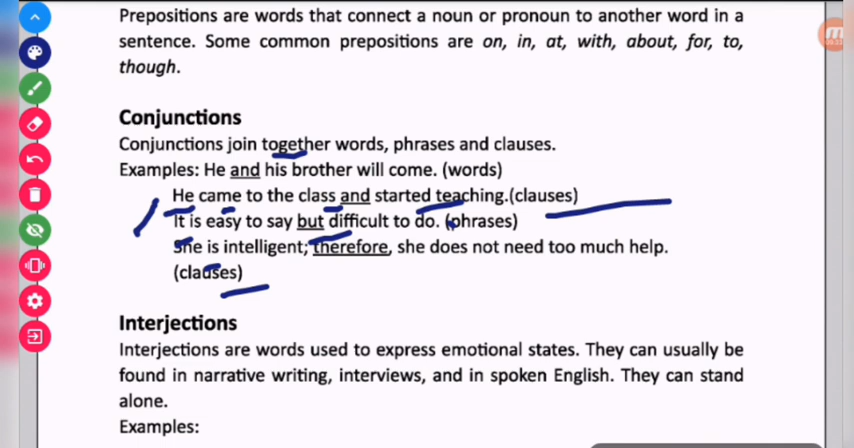 Prepositions are words that connect a noun or pronoun to another word in a
sentence. Some common prepositions are on, in, at, with, about, for, to,
though.
Conjunctions
Conjunctions join together words, phrases and clauses.
Examples: He and his brother will come. (words)
He came to the class and started teaching.(clauses)
It is easy to say but difficult to do. (phrases)
She is intelligent; therefore, she does not need too much help.
(clauses)
Interjections
Interjections are words used to express emotional states. They can usually be
found in narrative writing, interviews, and in spoken English. They can stand
alone.
Examples: